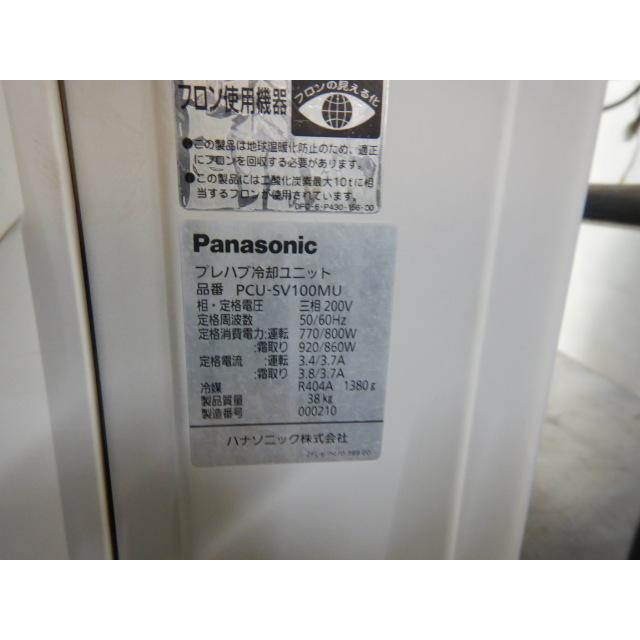 フロン使用機器
フロンの見える化
●この製品は地球温暖化防止のため、適正
にフロンを回収する必要があります。
●この製品には二酸化炭素最大10tに相
当するフロンが使用されています。
Panasonic
プレハブ冷却ユニット
品番 PCU-SV100MU
相・定格電圧 三相 200V
定格周波数 50/60Hz
定格消費電力:運転 770/800W
:霜取り 920/860W
定格電流 :運転 3.4/3.7A
:霜取り 3.8/3.7A
冷媒 R404A 1380g
製品質量 38kg
製造番号 000210
パナソニック株式会社